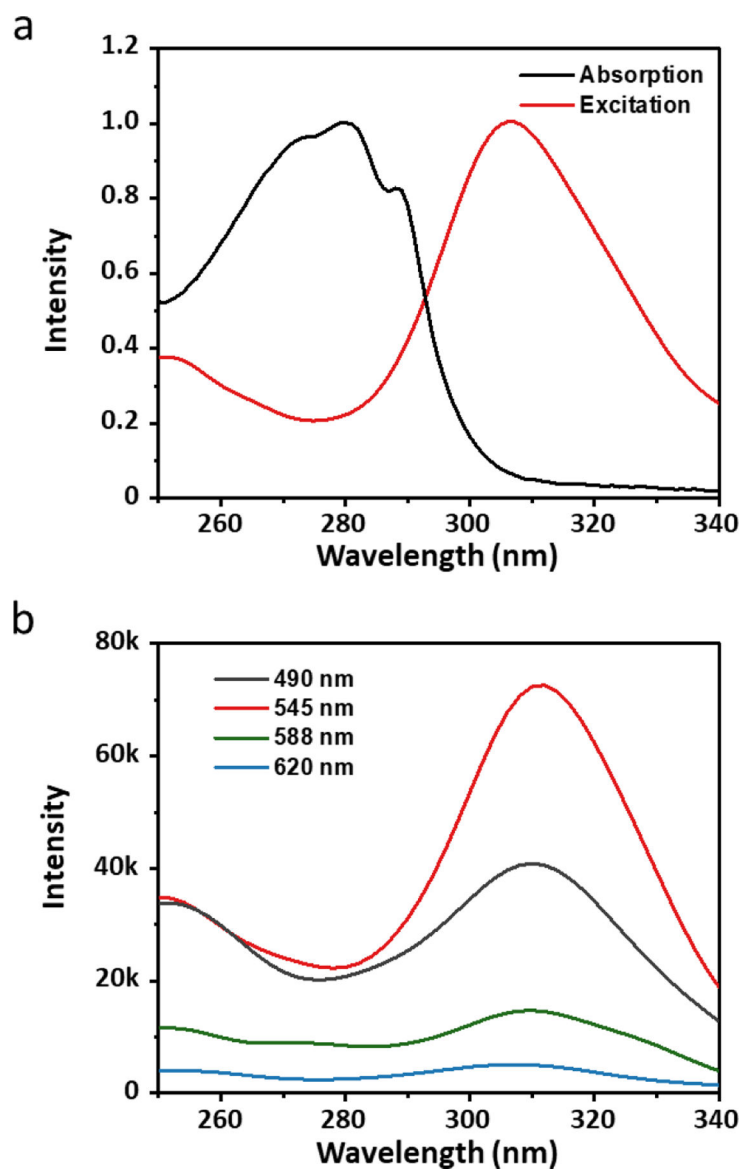 a
1.2
1.0
0.8
0.6
0.4
0.2
0
Intensity
Absorption
Excitation
260 280 300 320 340
Wavelength (nm)
b
80k
60k
40k
20k
0
Intensity
490 nm
545 nm
588 nm
620 nm
260 280 300 320 340
Wavelength (nm)